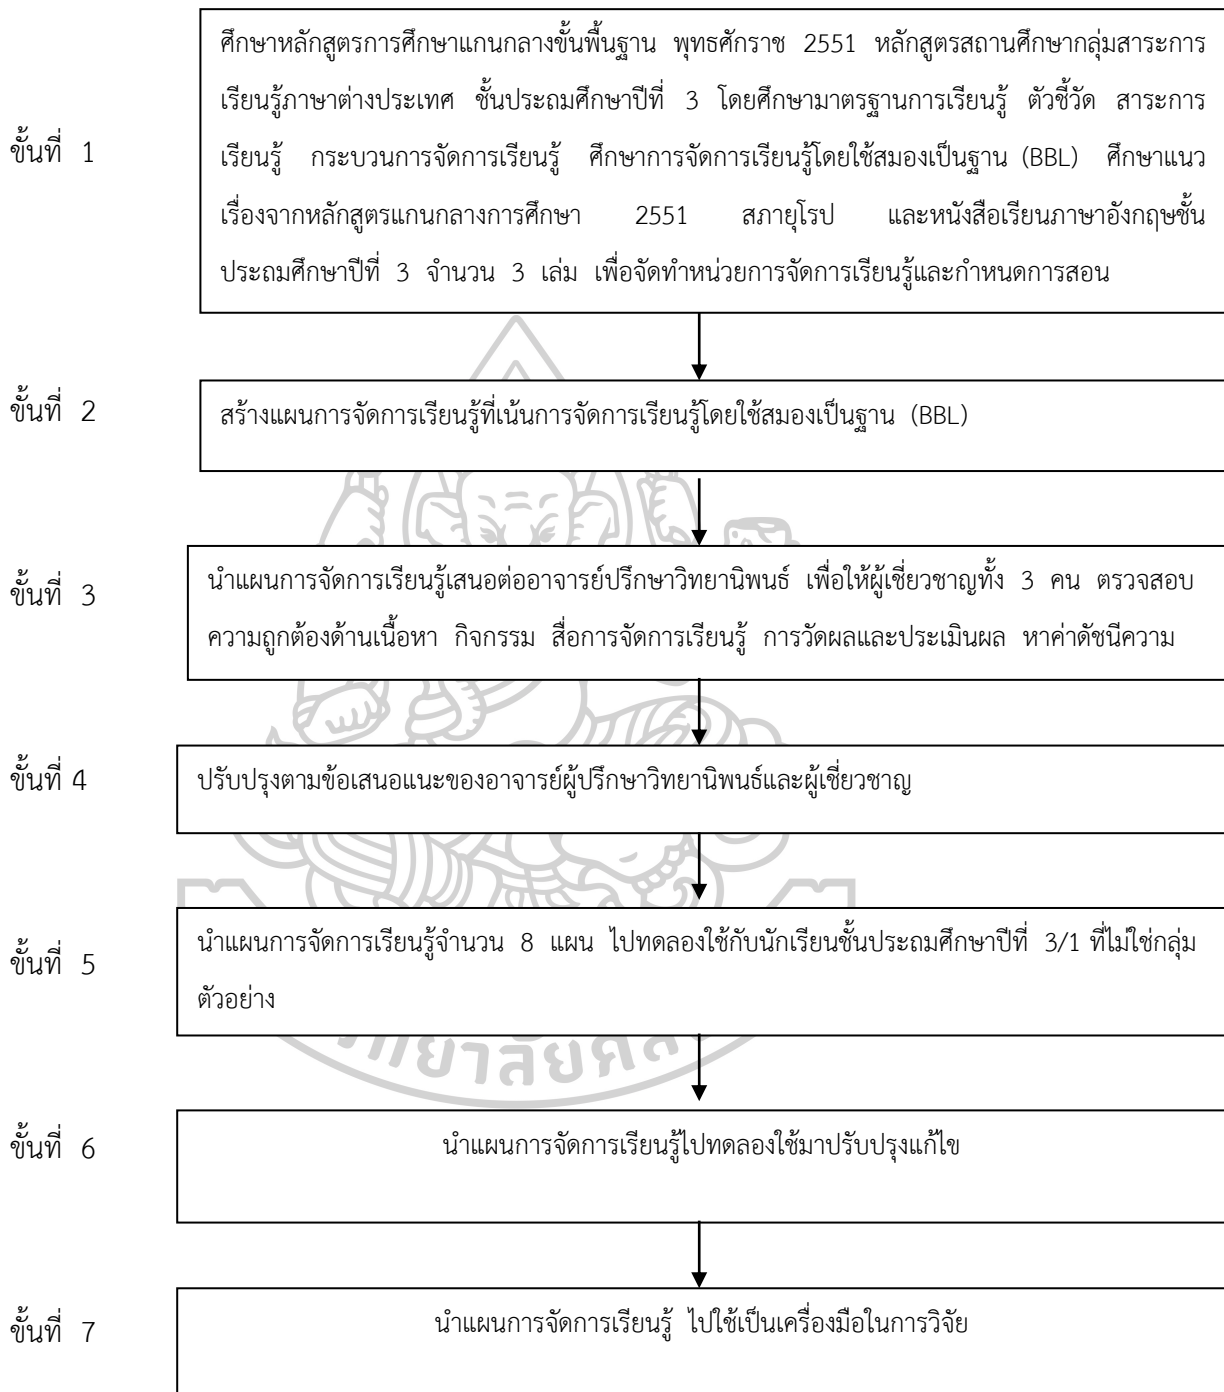 ศึกษาหลักสูตรการศึกษาแกนกลางขั้นพื้นฐาน พุทธศักราช 2551 หลักสูตรสถานศึกษากลุ่มสาระการ
เรียนรู้ภาษาต่างประเทศ ชั้นประถมศึกษาปีที่ 3 โดยศึกษามาตรฐานการเรียนรู้ ตัวชี้วัด สาระการ
ขั้นที่ 1
เรียนรู้ กระบวนการจัดการเรียนรู้ ศึกษาการจัดการเรียนรู้โดยใช้สมองเป็นฐาน (BBL) ศึกษาแนว
เรื่องจากหลักสูตรแกนกลางการศึกษา 2551 สภายุโรป และหนังสือเรียนภาษาอังกฤษชั้น
ประถมศึกษาปีที่ 3 จำนวน 3 เล่ม เพื่อจัดทำหน่วยการจัดการเรียนรู้และกำหนดการสอน
ขั้นที่ 2
สร้างแผนการจัดการเรียนรู้ที่เน้นการจัดการเรียนรู้โดยใช้สมองเป็นฐาน (BBL)
ขั้นที่ 3
นำแผนการจัดการเรียนรู้เสนอต่ออาจารย์ปรึกษาวิทยานิพนธ์ เพื่อให้ผู้เชี่ยวชาญทั้ง 3 คน ตรวจสอบ
ความถูกต้องด้านเนื้อหา กิจกรรม สื่อการจัดการเรียนรู้ การวัดผลและประเมินผล หาค่าดัชนีความ
ขั้นที่ 4
ปรับปรุงตามข้อเสนอแนะของอาจารย์ผู้ปรึกษาวิทยานิพนธ์และผู้เชี่ยวชาญ
ขั้นที่ 5
นำแผนการจัดการเรียนรู้จำนวน 8 แผน ไปทดลองใช้กับนักเรียนชั้นประถมศึกษาปีที่ 3/1 ที่ไม่ใช่กลุ่ม
ตัวอย่าง
ขั้นที่ 6
นำแผนการจัดการเรียนรู้ไปทดลองใช้มาปรับปรุงแก้ไข
ขั้นที่ 7
นำแผนการจัดการเรียนรู้ ไปใช้เป็นเครื่องมือในการวิจัย